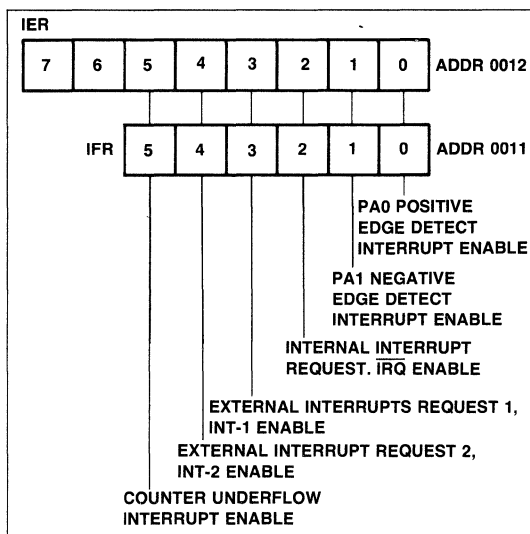 IER
7 6 5 4 3 2 1 0 ADDR 0012
IFR 5 4 3 2 1 0 ADDR 0011
PA0 POSITIVE
EDGE DETECT
INTERRUPT ENABLE
PA1 NEGATIVE
EDGE DETECT
INTERRUPT ENABLE
INTERNAL INTERRUPT
REQUEST. IRQ ENABLE
EXTERNAL INTERRUPTS REQUEST 1,
INT-1 ENABLE
EXTERNAL INTERRUPT REQUEST 2,
INT-2 ENABLE
COUNTER UNDERFLOW
INTERRUPT ENABLE